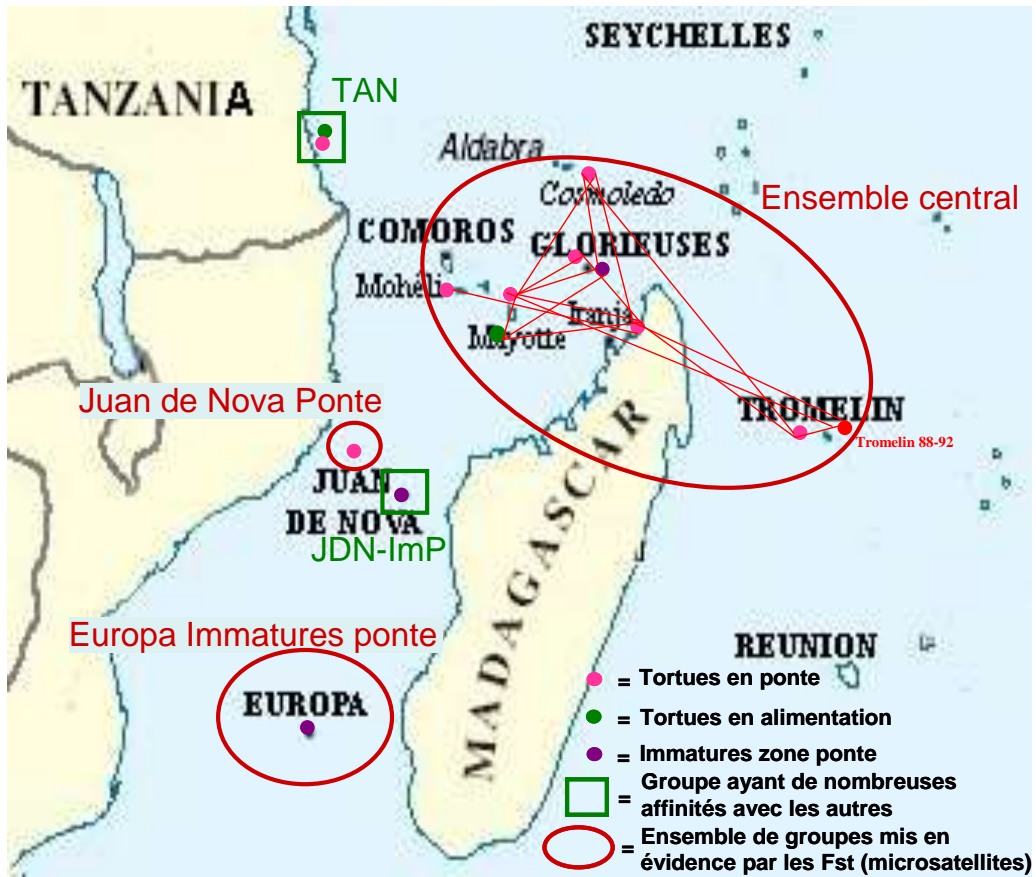 SEYCHELLES
TANZANIA
TAN
Aldabra
Cosmoledo
Ensemble central
COMOROS
GLORIEUSES
Mohéli
Iranja
Mayotte
Juan de Nova Ponte
TROMELIN
Tromelin 88-92
JUAN
DE NOVA
JDN-ImP
MADAGASCAR
Europa Immatures ponte
EUROPA
REUNION
= Tortues en ponte
= Tortues en alimentation
= Immatures zone ponte
= Groupe ayant de nombreuses
affinités avec les autres
= Ensemble de groupes mis en
évidence par les Fst (microsatellites)